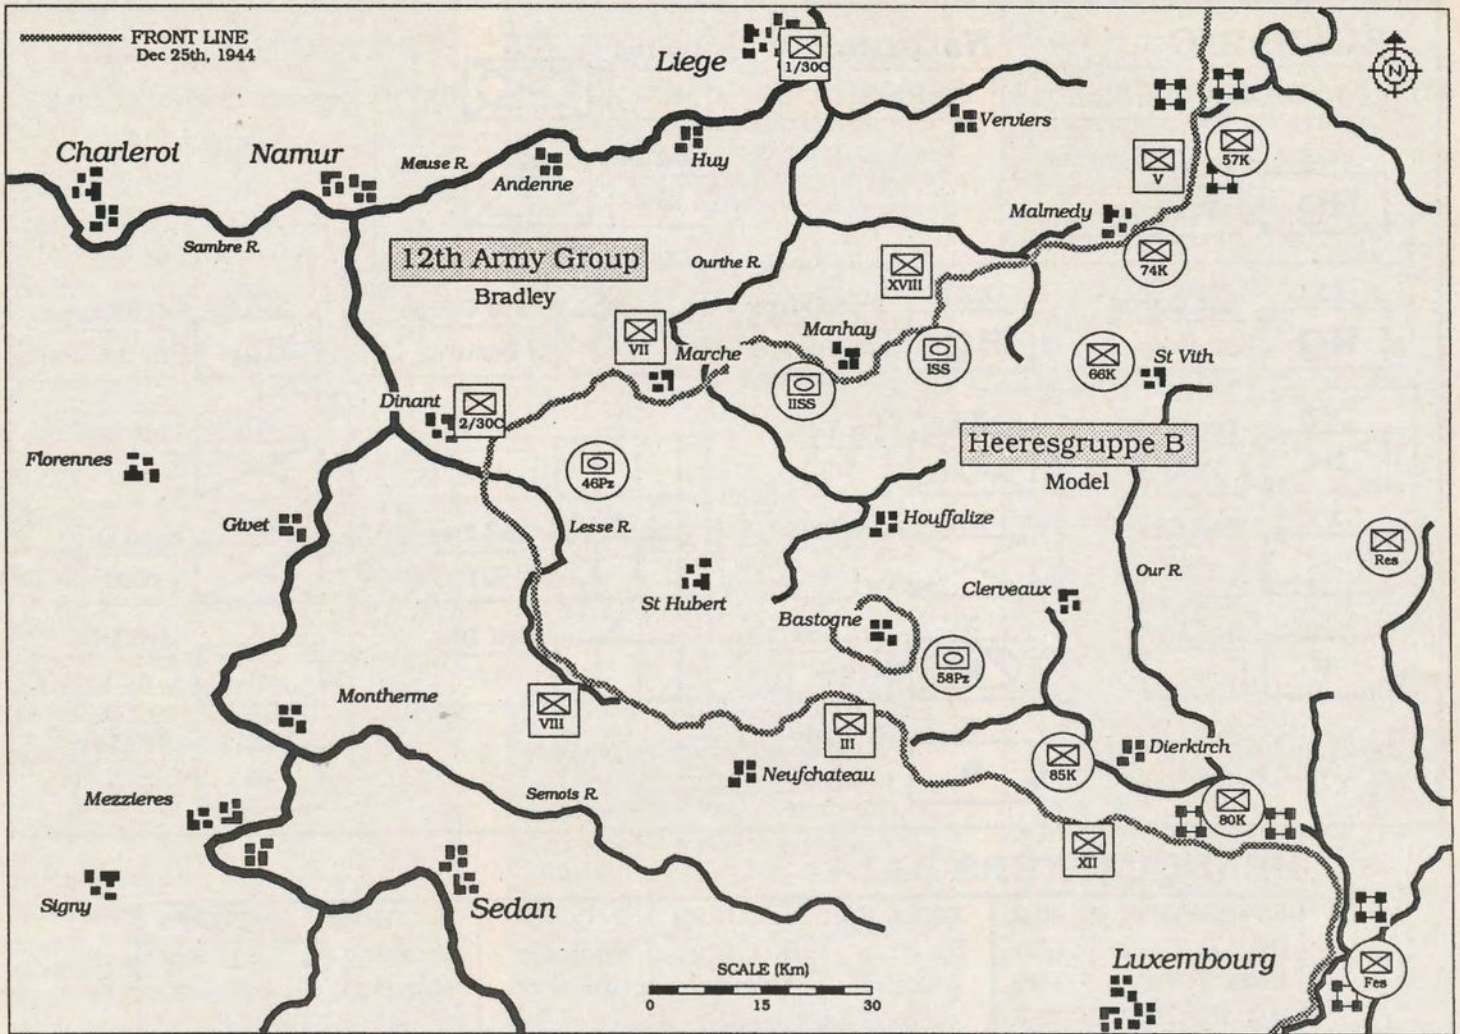 FRONT LINE
Dec 25th, 1944
Liege
1/30C
N
Charleroi
Namur
Meuse R.
Andenne
Huy
Verviers
57K
V
Sambre R.
12th Army Group
Bradley
Ourthe R.
Malmedy
74K
XVIII
VII
Marche
Manhay
ISS
IISS
66K
St Vith
Dinant
2/30C
Florennes
46Pz
Heeresgruppe B
Model
Givet
Lesse R.
Houffalize
Res
St Hubert
Clerveaux
Our R.
Bastogne
58Pz
Montherme
VIII
III
Neufchateau
85K
Dierkirch
Mezzieres
Semois R.
80K
XII
Signy
Sedan
SCALE (Km)
0 15 30
Luxembourg
Fes